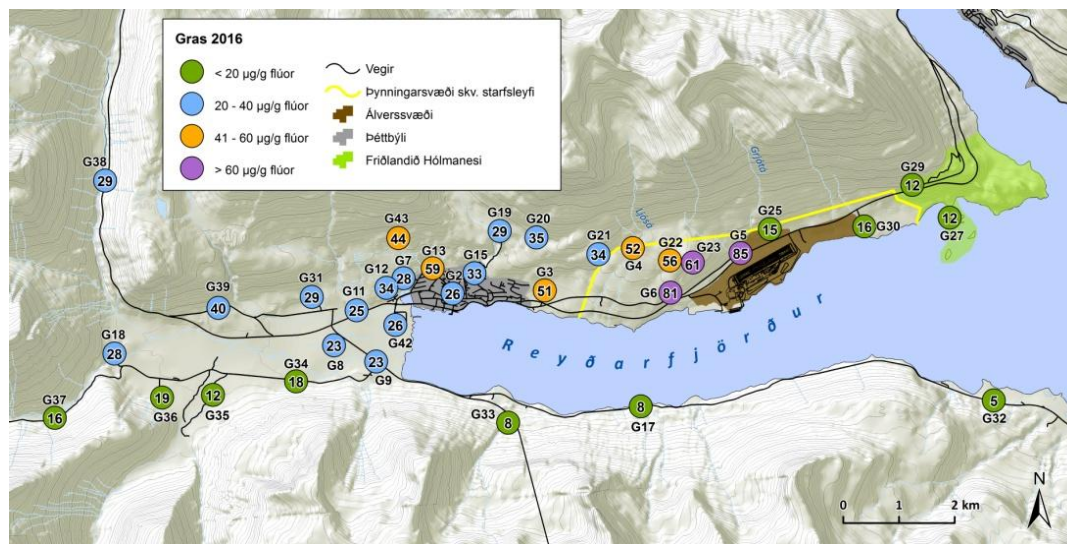 Gras 2016
< 20 µg/g flúor
20 - 40 µg/g flúor
41 - 60 µg/g flúor
> 60 µg/g flúor
Vegir
Þynningarsvæði skv. starfsleyfi
Álverssvæði
Þéttbýli
Friðlandið Hólmanesi
G38
29
G43
44
G19
29
G20
35
G21
34
Ljósá
52
G4
G22
56
G23
61
Grjótá
G5
85
G25
15
G29
12
16
G30
12
G27
G39
40
G31
29
G11
25
G12
34
G7
28
G13
59
G2
26
G15
33
G3
51
G6
81
26
G42
23
G8
23
G9
G18
28
Reyðarfjörður
G37
16
19
G36
12
G35
G34
18
G33
8
8
G17
5
G32
N
0 1 2 km